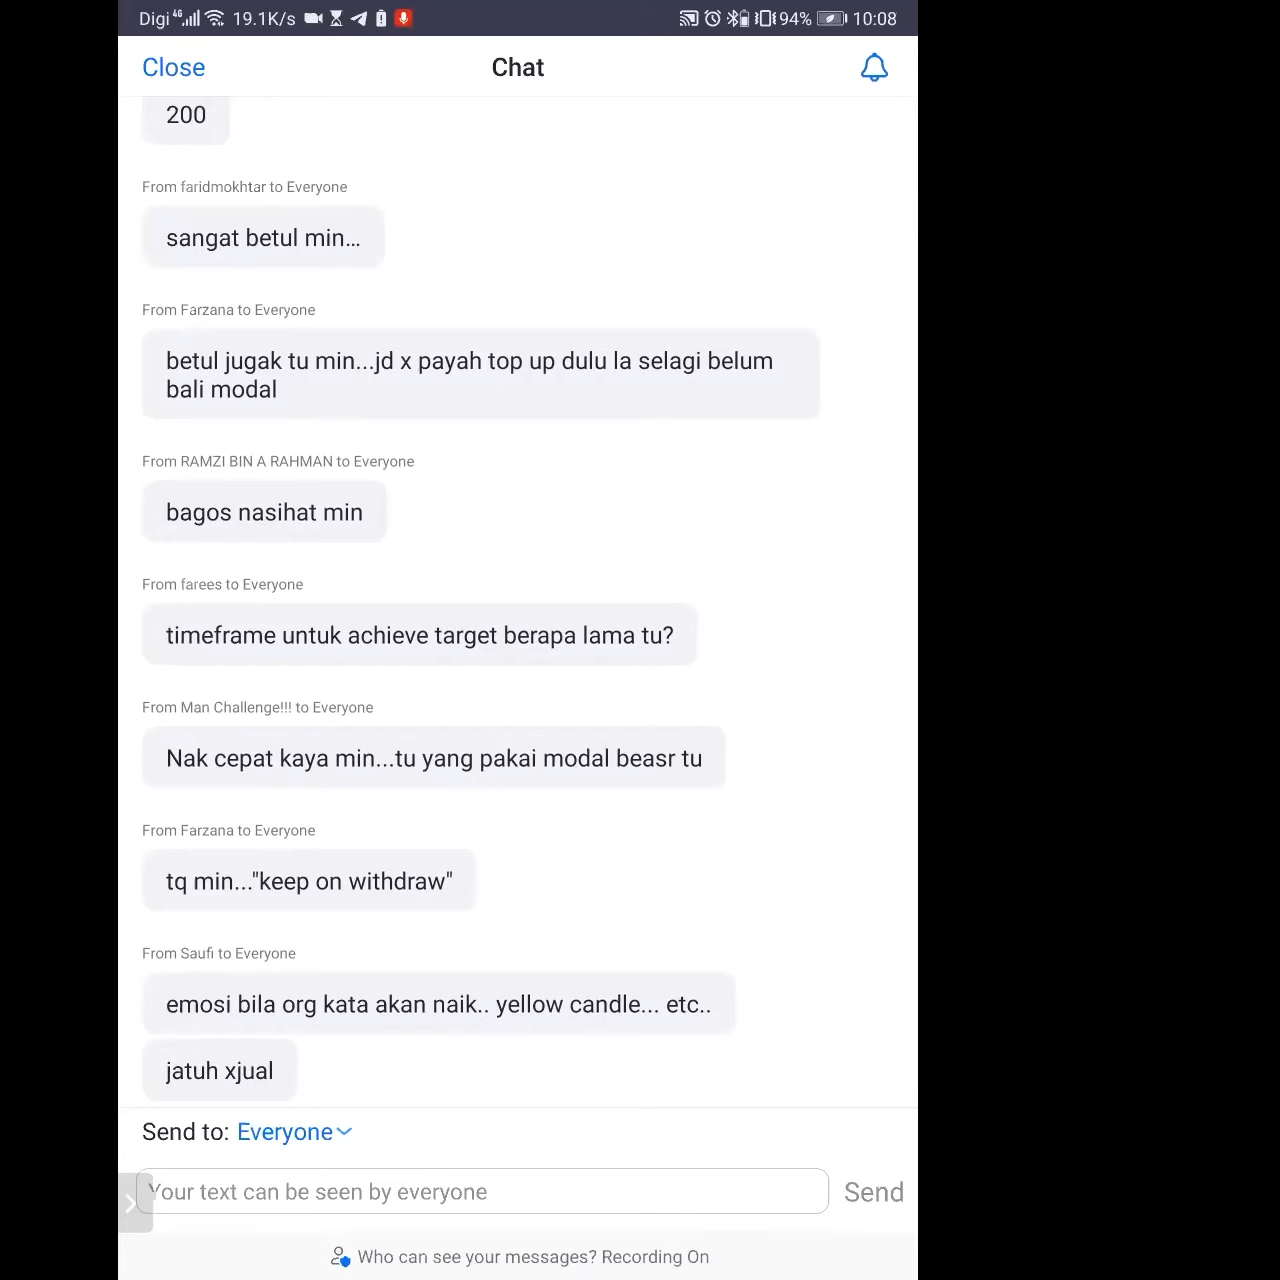 Digi 4G 19.1K/s 94% 10:08
Close Chat
200
From faridmokhtar to Everyone
sangat betul min...
From Farzana to Everyone
betul jugak tu min...jd x payah top up dulu la selagi belum
bali modal
From RAMZI BIN A RAHMAN to Everyone
bagos nasihat min
From farees to Everyone
timeframe untuk achieve target berapa lama tu?
From Man Challenge!!! to Everyone
Nak cepat kaya min...tu yang pakai modal beasr tu
From Farzana to Everyone
tq min..."keep on withdraw"
From Saufi to Everyone
emosi bila org kata akan naik.. yellow candle... etc..
jatuh xjual
Send to: Everyone
Your text can be seen by everyone Send
Who can see your messages? Recording On